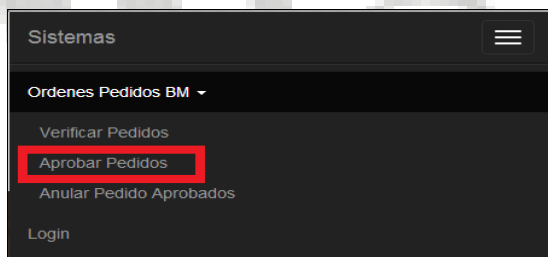 Sistemas
Ordenes Pedidos BM
Verificar Pedidos
Aprobar Pedidos
Anular Pedido Aprobados
Login